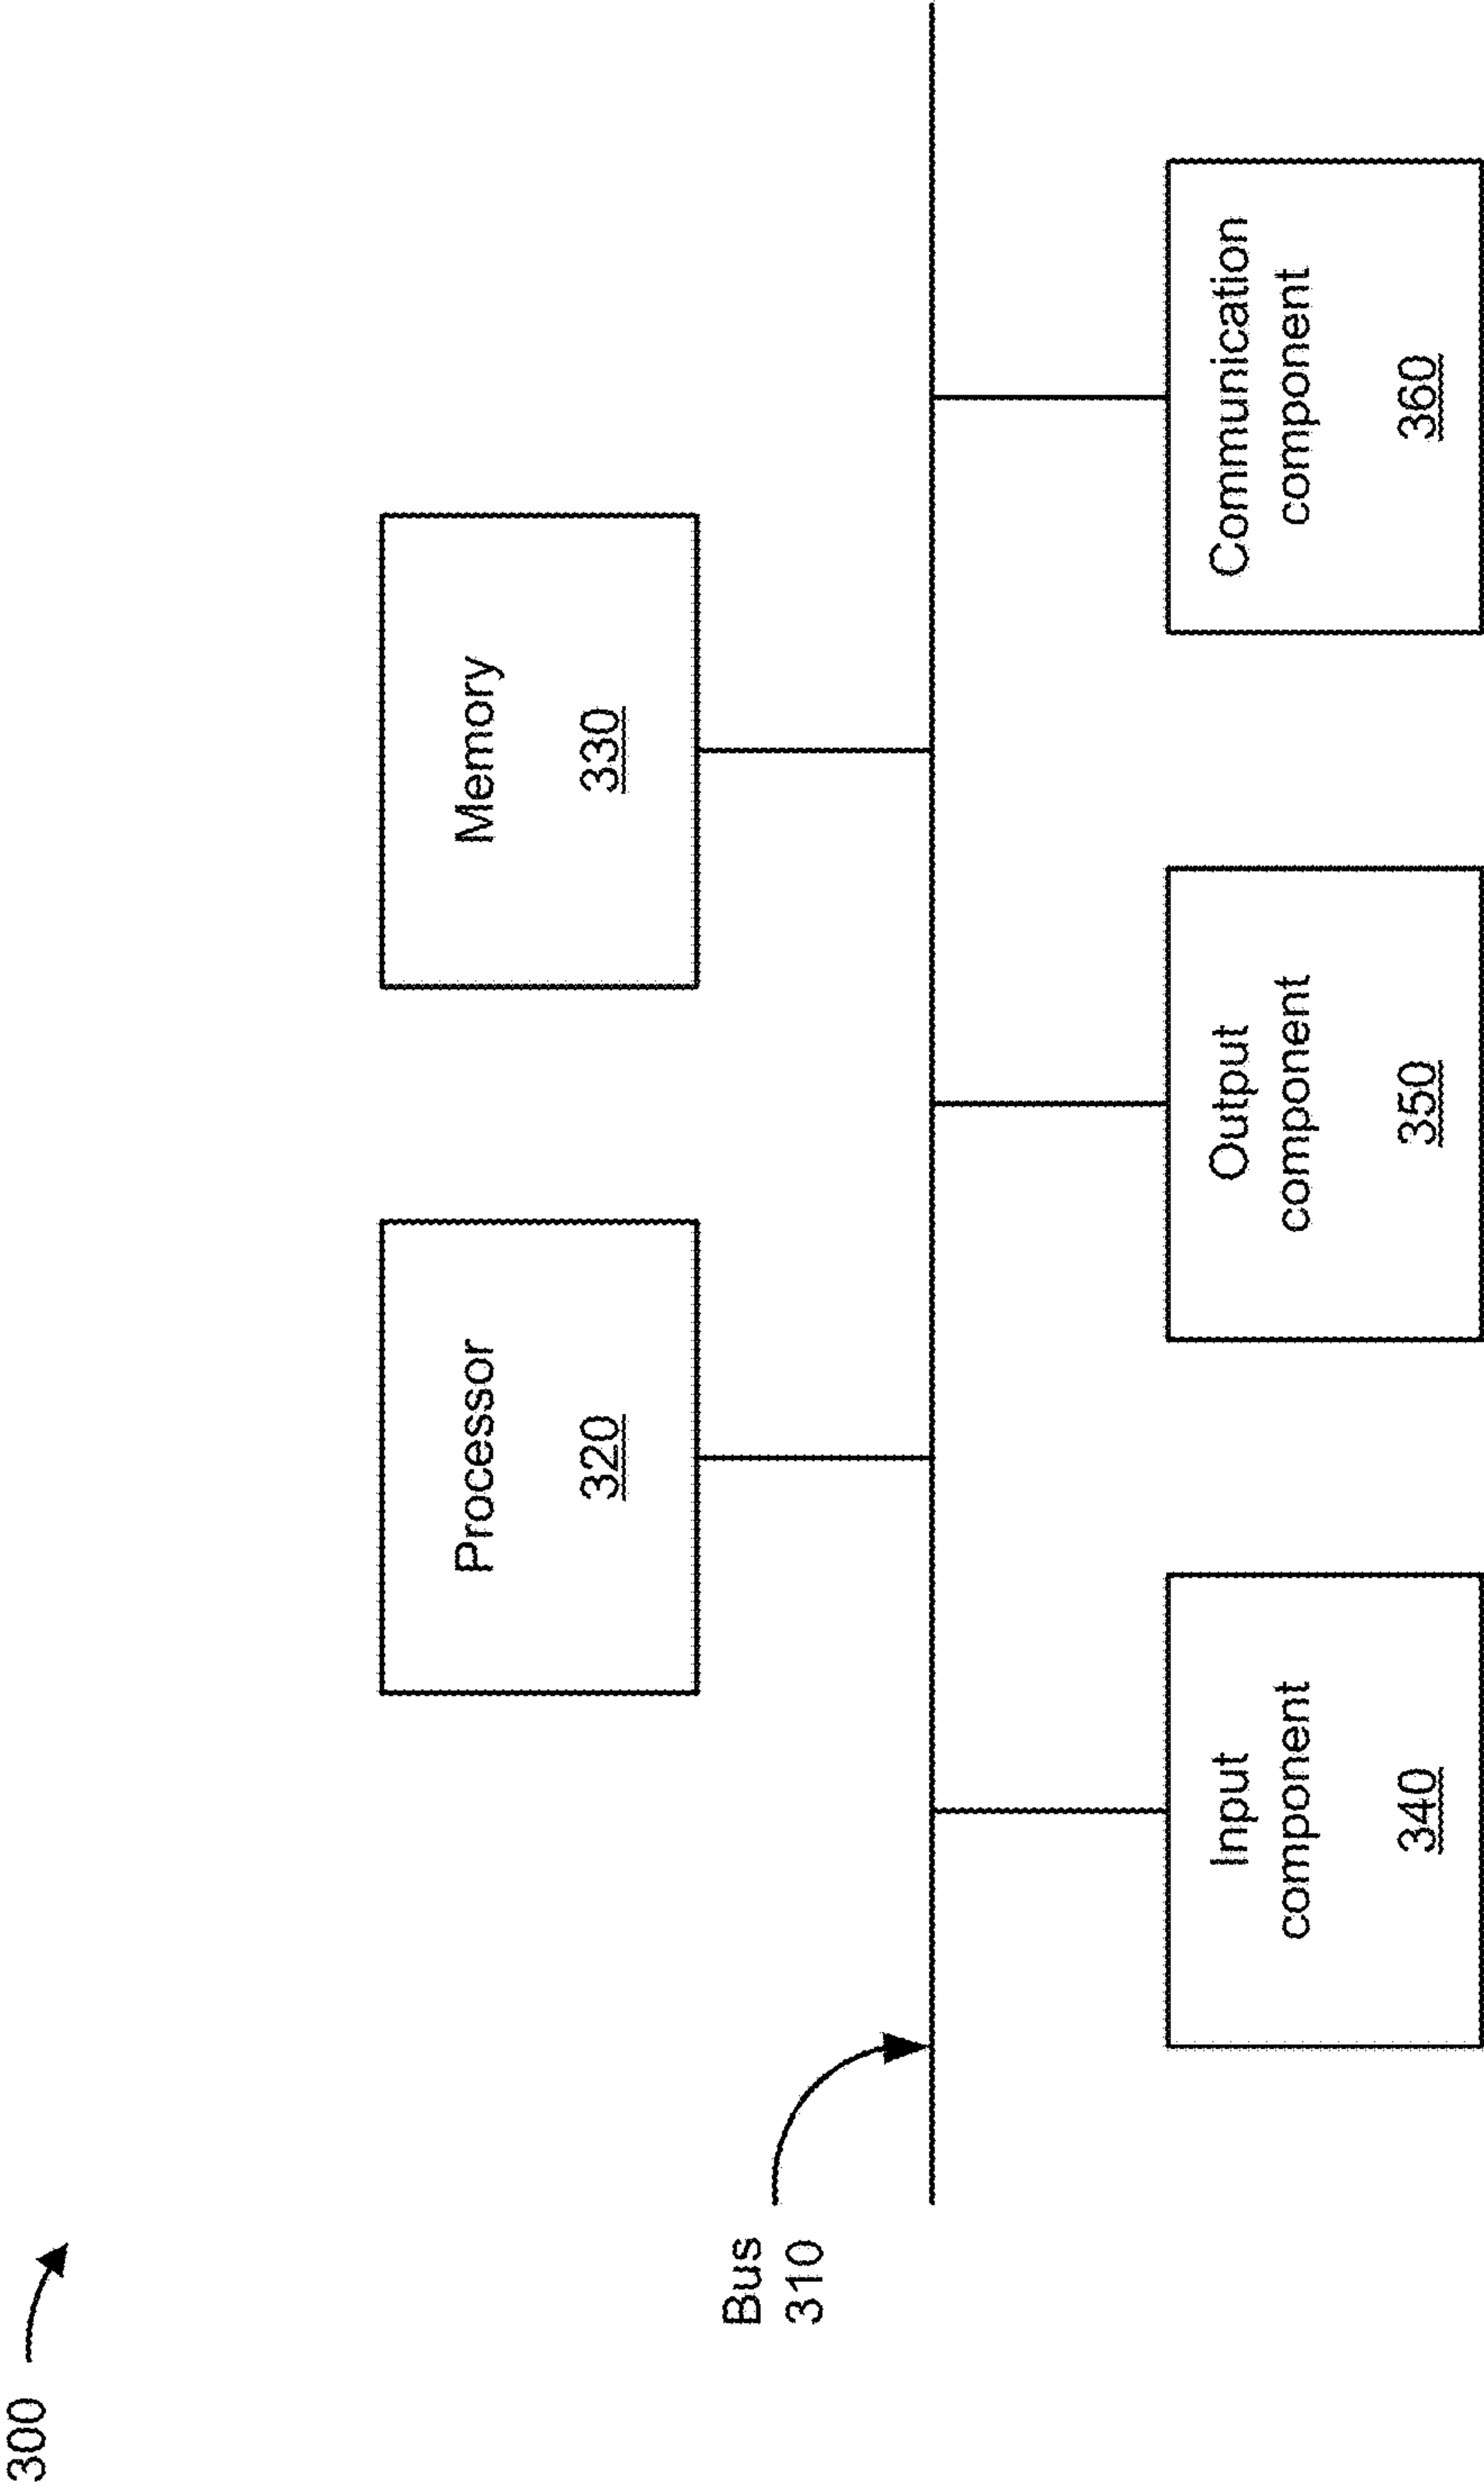 300
Processor
320
Memory
330
Bus
310
Input
component
340
Output
component
350
Communication
component
360